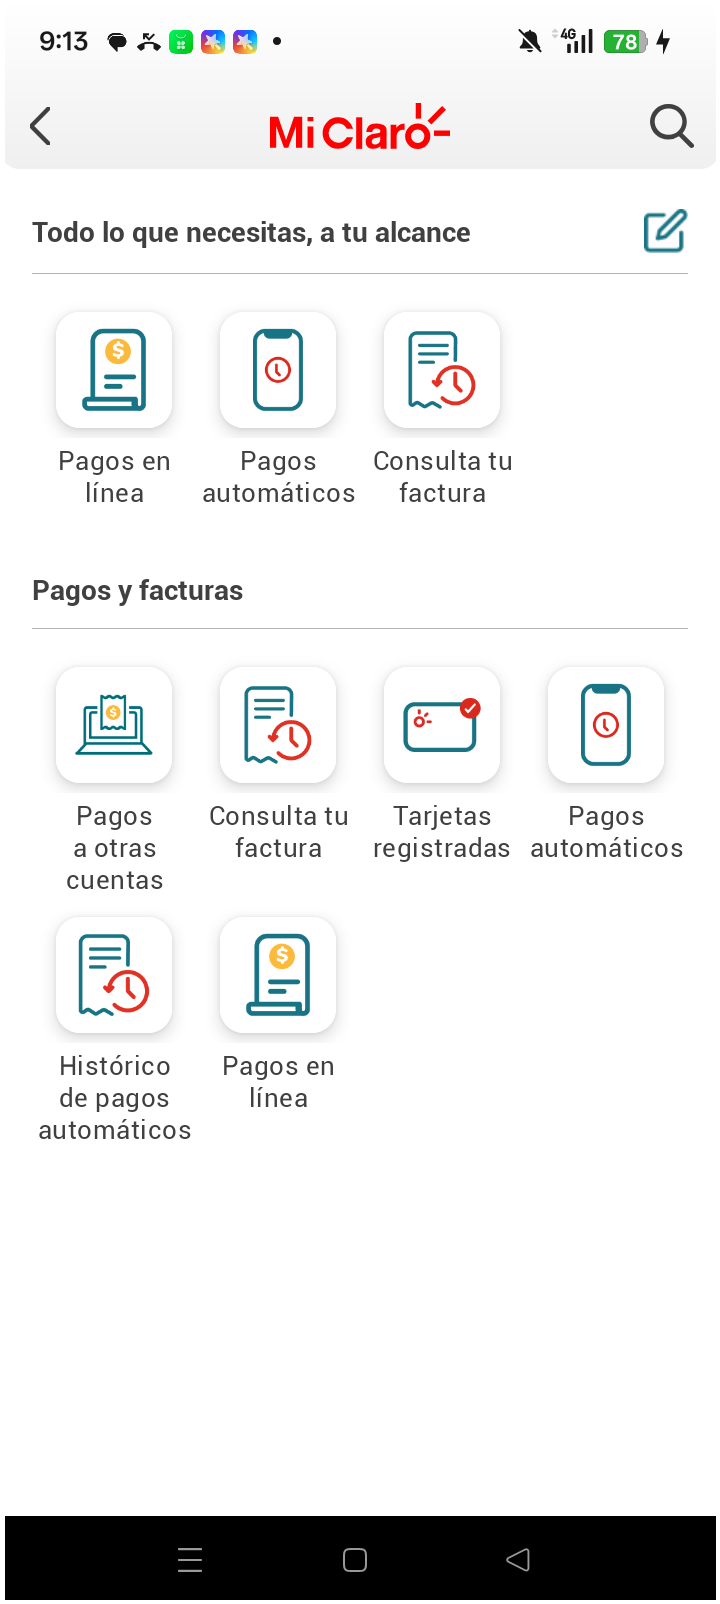 9:13
4G
78
Mi Claro
Todo lo que necesitas, a tu alcance
$
Pagos en
línea
Pagos
automáticos
Consulta tu
factura
Pagos y facturas
$
Pagos
a otras
cuentas
Consulta tu
factura
Tarjetas
registradas
Pagos
automáticos
Histórico
de pagos
automáticos
$
Pagos en
línea